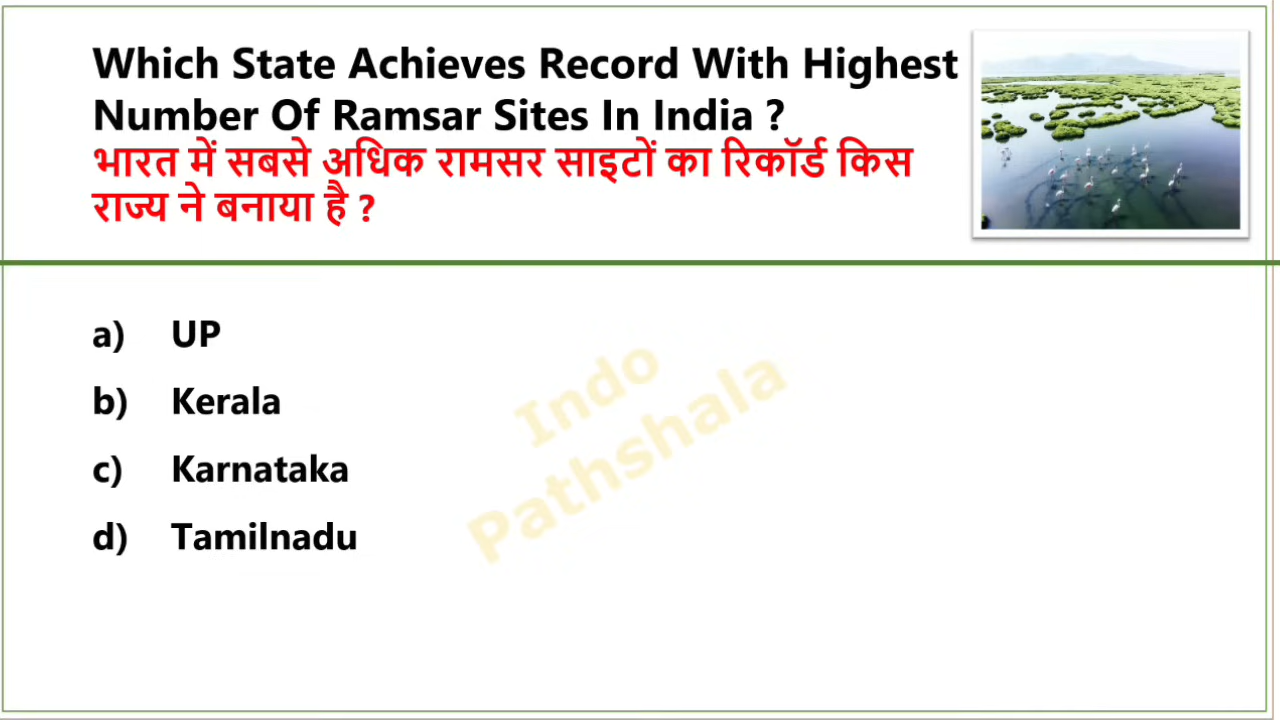 Which State Achieves Record With Highest
Number Of Ramsar Sites In India ?
भारत में सबसे अधिक रामसर साइटों का रिकॉर्ड किस
राज्य ने बनाया है ?
a) UP
b) Kerala
c) Karnataka
d) Tamilnadu
Indo
Pathshala